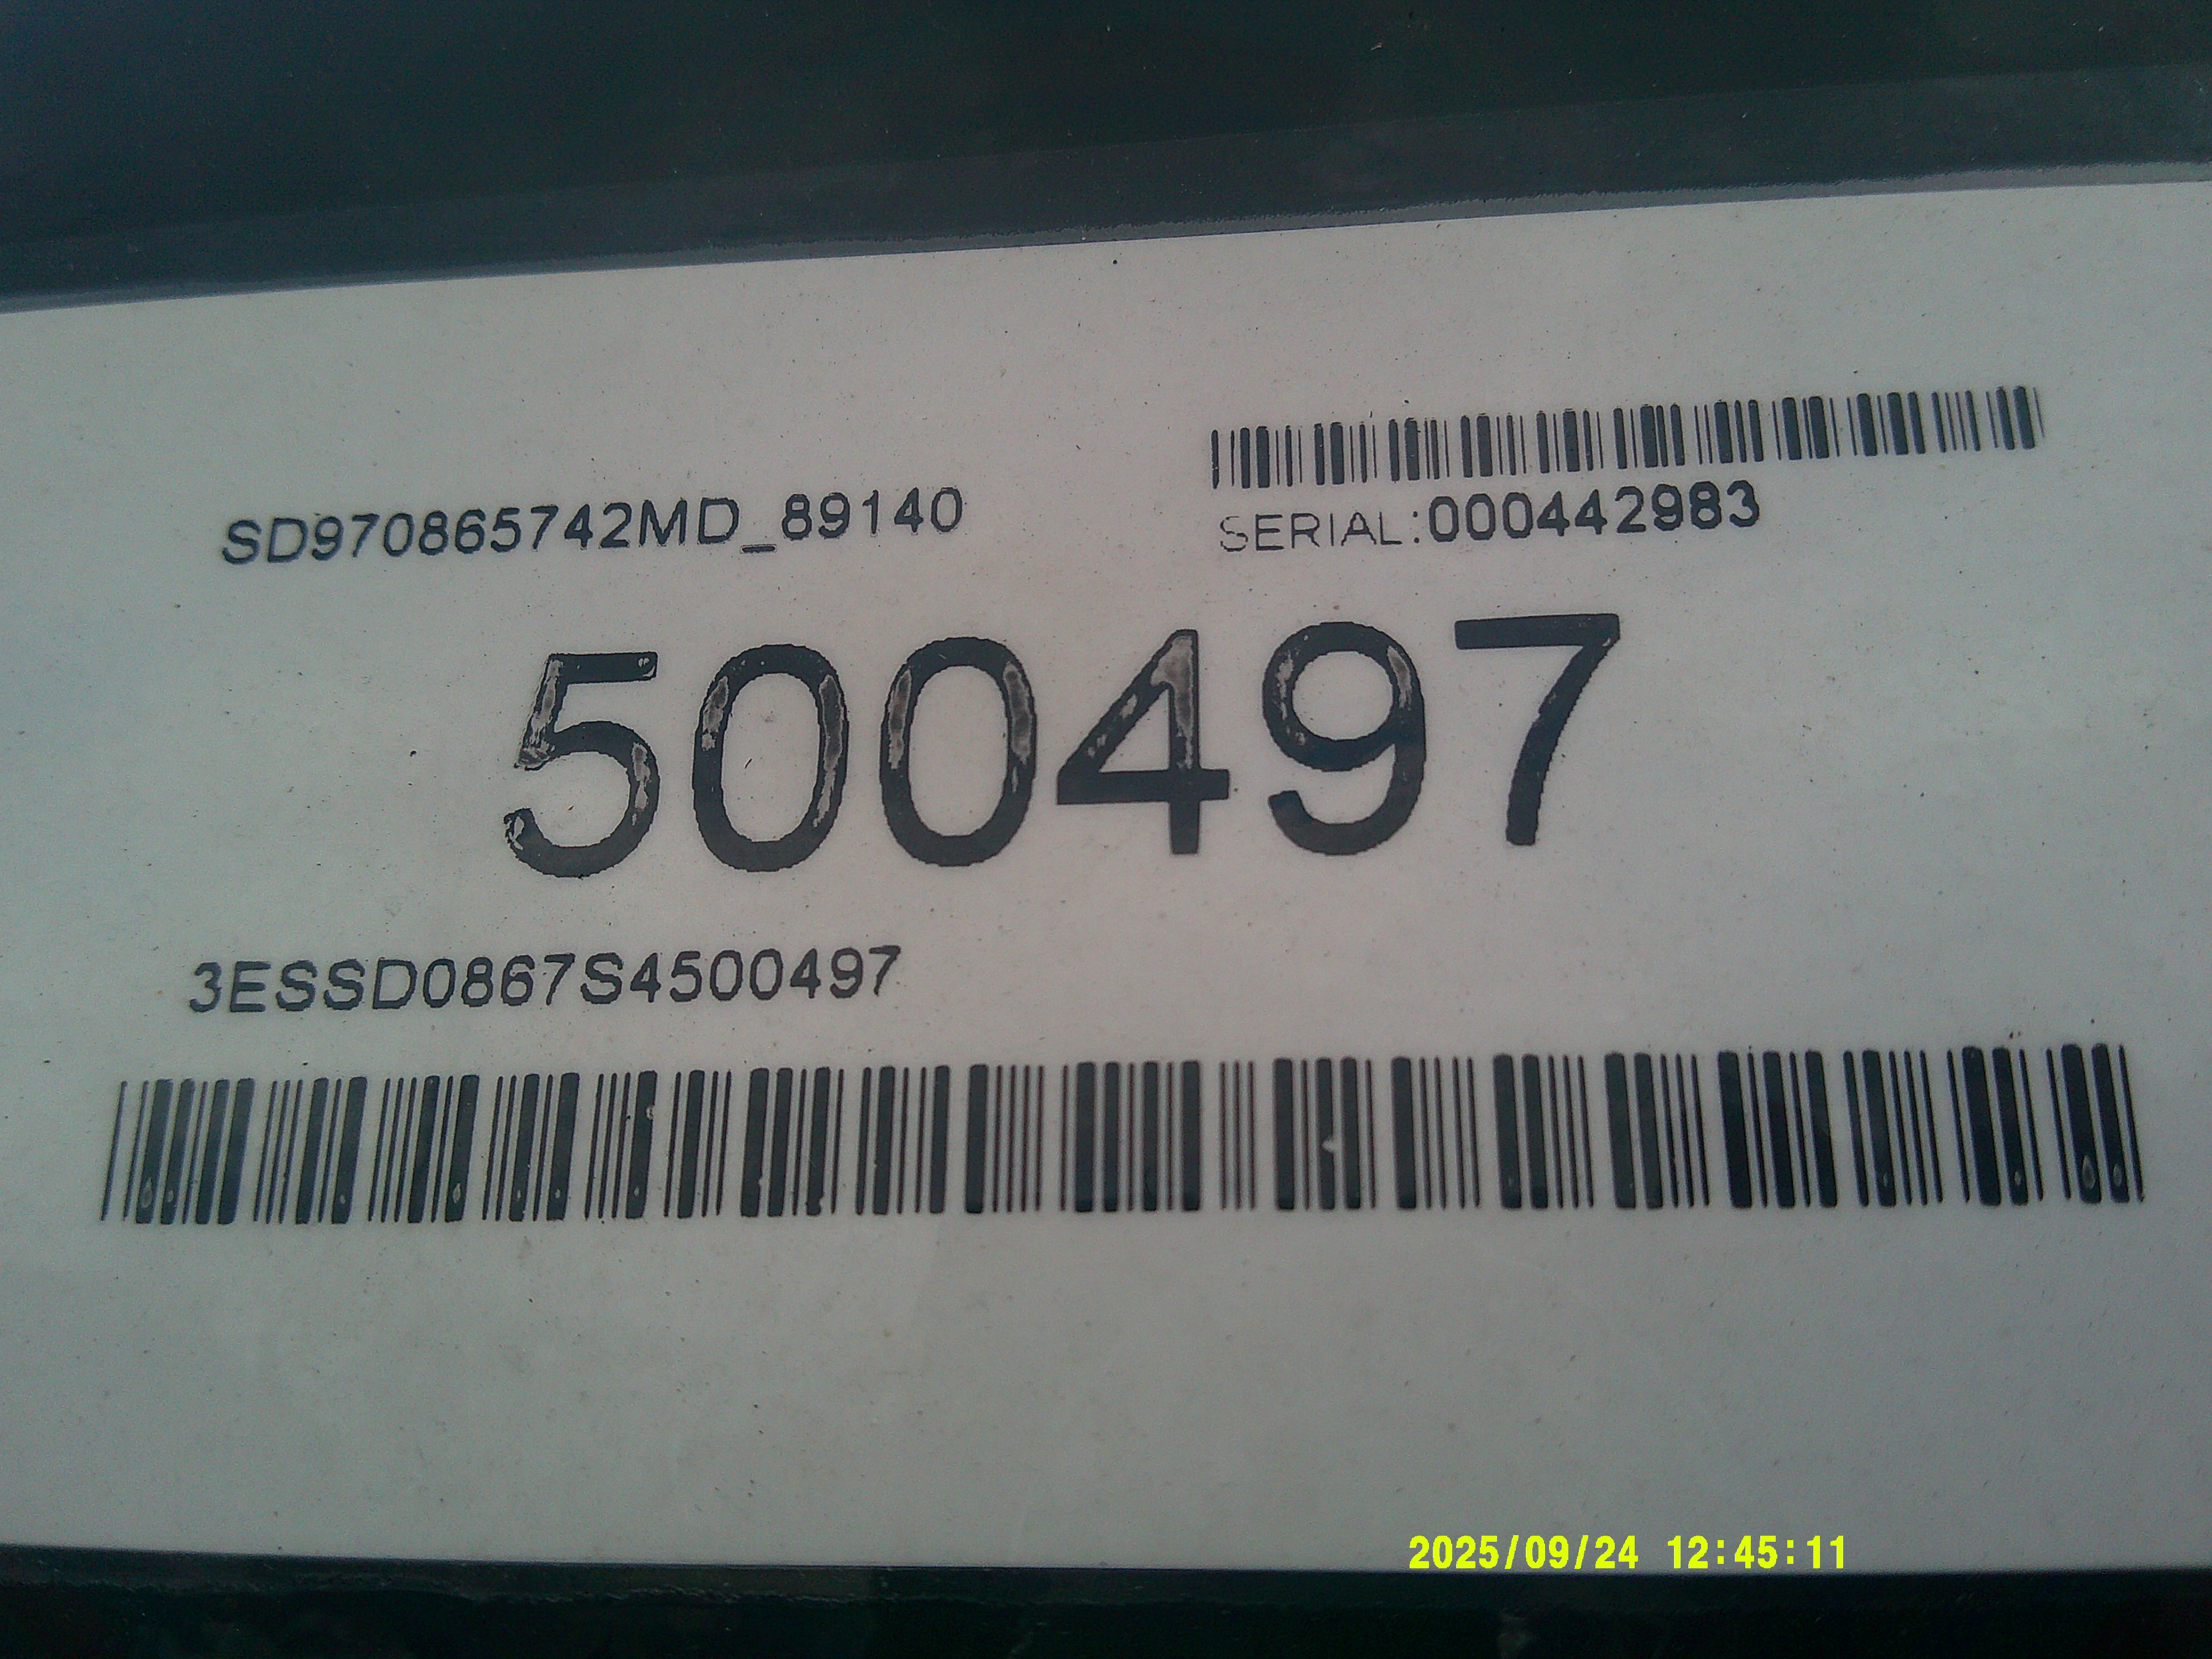 SD970865742MD_89140
SERIAL:000442983
500497
3ESSD0867S4500497
2025/09/24 12:45:11